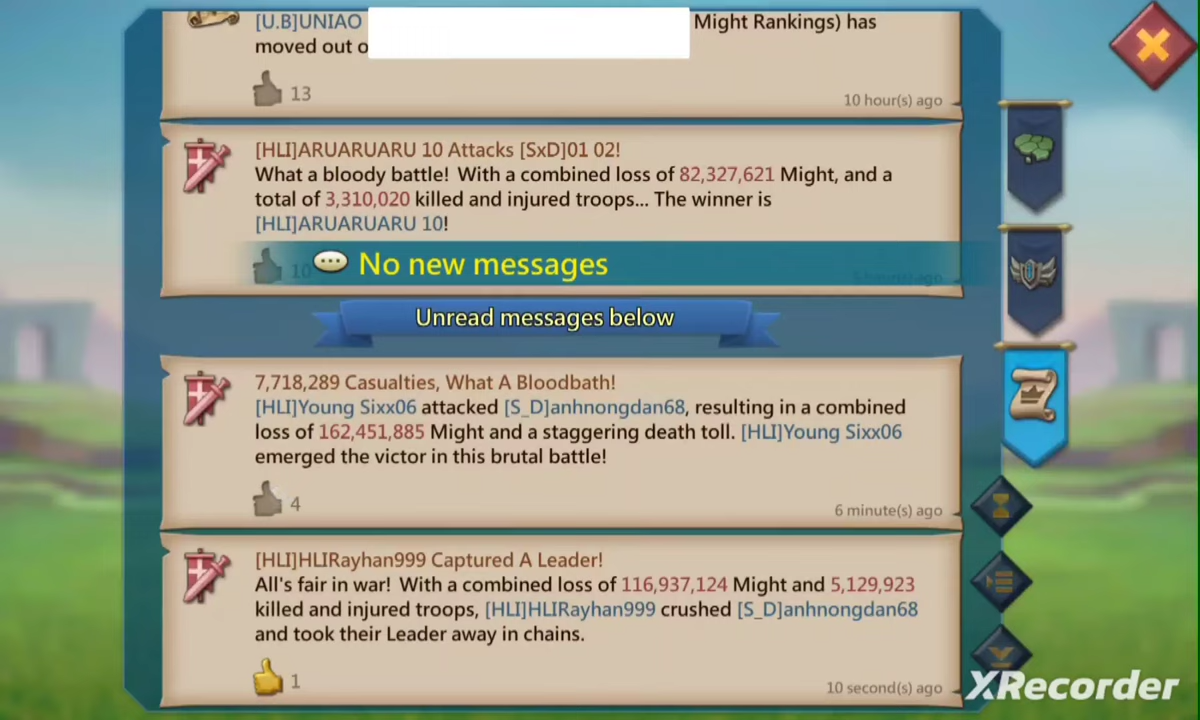 [U.B]UNIAO Might Rankings) has
moved out o
13
10 hour(s) ago
[HLI]ARUARUARU 10 Attacks [SxD]01 02!
What a bloody battle! With a combined loss of 82,327,621 Might, and a
total of 3,310,020 killed and injured troops... The winner is
[HLI]ARUARUARU 10!
10
No new messages
Unread messages below
7,718,289 Casualties, What A Bloodbath!
[HLI]Young Sixx06 attacked [S_D]anhnongdan68, resulting in a combined
loss of 162,451,885 Might and a staggering death toll. [HLI]Young Sixx06
emerged the victor in this brutal battle!
4
6 minute(s) ago
[HLI]HLIRayhan999 Captured A Leader!
All's fair in war! With a combined loss of 116,937,124 Might and 5,129,923
killed and injured troops, [HLI]HLIRayhan999 crushed [S_D]anhnongdan68
and took their Leader away in chains.
1
10 second(s) ago
XRecorder